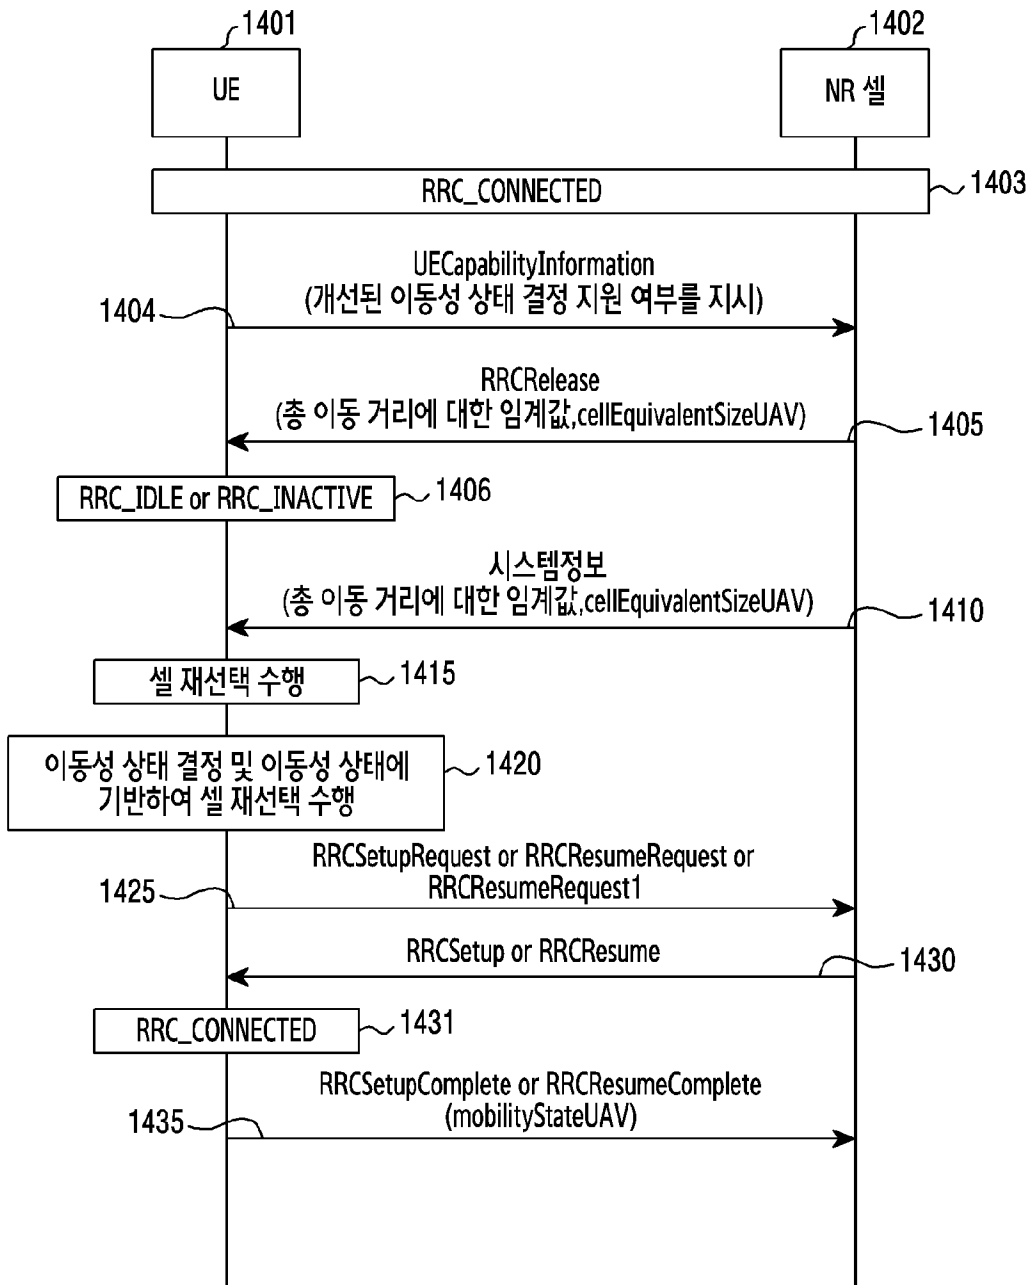 1401
1402
UE
NR 셀
RRC_CONNECTED
1403
UECapabilityInformation
(개선된 이동성 상태 결정 지원 여부를 지시)
1404
RRCRelease
(총 이동 거리에 대한 임계값,cellEquivalentSizeUAV)
1405
RRC_IDLE or RRC_INACTIVE
1406
시스템정보
(총 이동 거리에 대한 임계값,cellEquivalentSizeUAV)
1410
셀 재선택 수행
1415
이동성 상태 결정 및 이동성 상태에
기반하여 셀 재선택 수행
1420
RRCSetupRequest or RRCResumeRequest or
RRCResumeRequest1
1425
RRCSetup or RRCResume
1430
RRC_CONNECTED
1431
RRCSetupComplete or RRCResumeComplete
(mobilityStateUAV)
1435